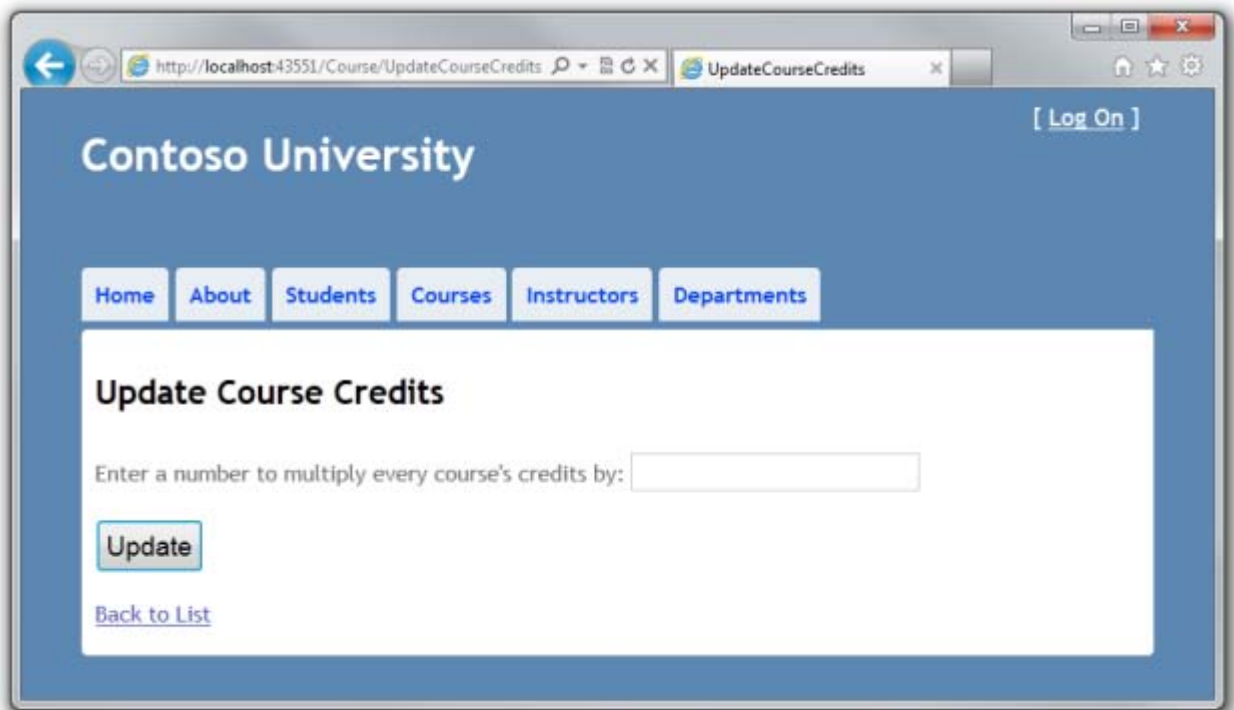 http://localhost:43551/Course/UpdateCourseCredits
UpdateCourseCredits
[ Log On ]
Contoso University
Home About Students Courses Instructors Departments
Update Course Credits
Enter a number to multiply every course's credits by:
Update
Back to List